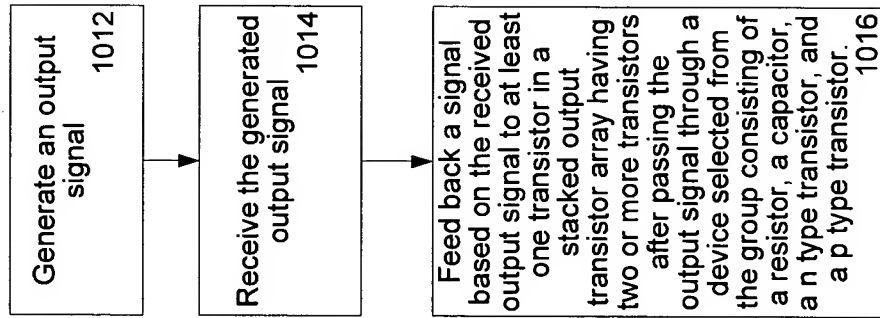 Generate an output
signal
1012
Receive the generated
output signal
1014
Feed back a signal
based on the received
output signal to at least
one transistor in a
stacked output
transistor array having
two or more transistors
after passing the
output signal through a
device selected from
the group consisting of
a resistor, a capacitor,
a n type transistor, and
a p type transistor.
1016